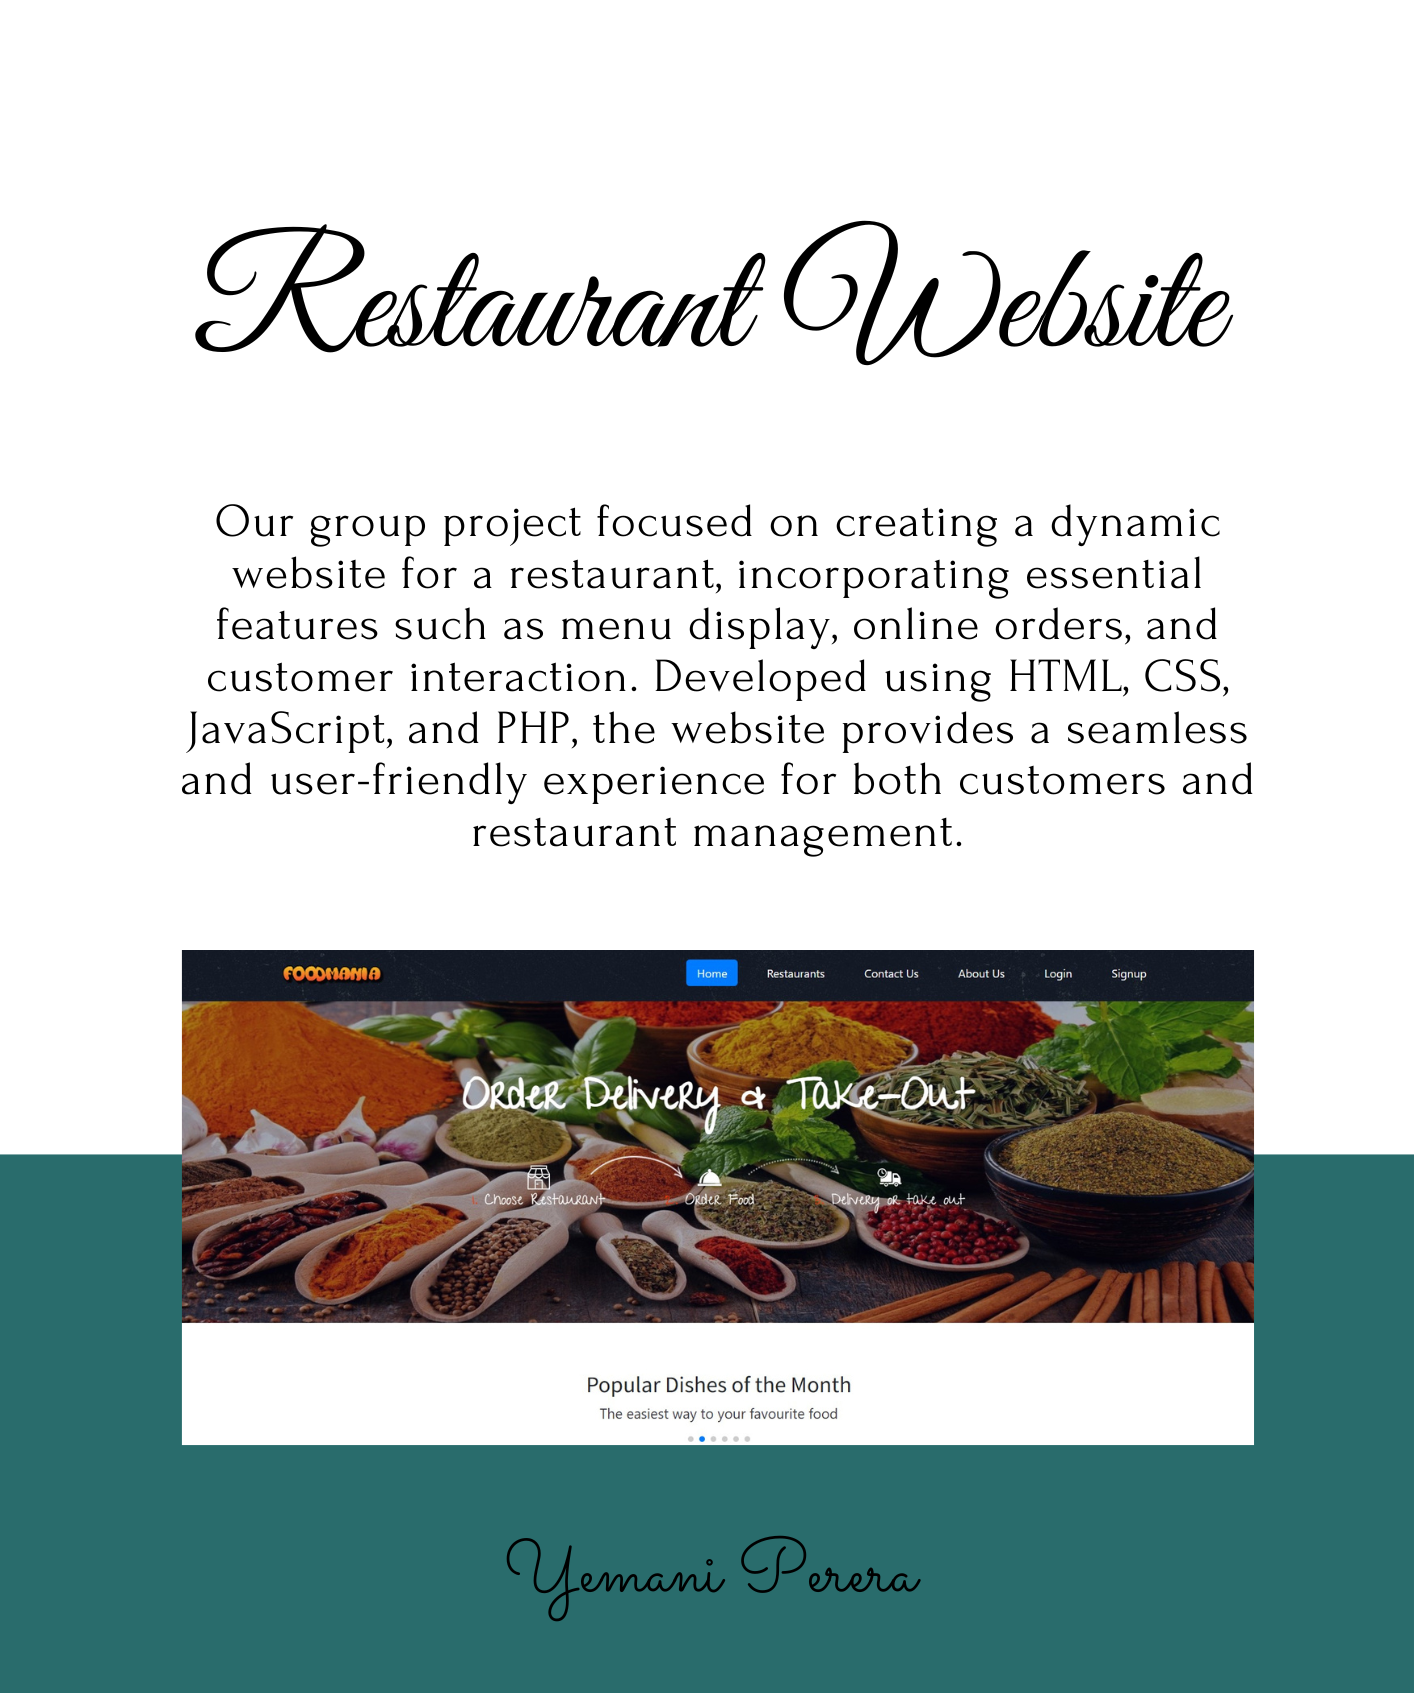 Restaurant Website
Our group project focused on creating a dynamic
website for a restaurant, incorporating essential
features such as menu display, online orders, and
customer interaction. Developed using HTML, CSS,
JavaScript, and PHP, the website provides a seamless
and user-friendly experience for both customers and
restaurant management.
FOODMANIA Home Restaurants Contact Us About Us Login Signup
Order Delivery & Take-Out
Choose Restaurant Order Food Delivery or take out
Popular Dishes of the Month
The easiest way to your favourite food
Yemani Perera